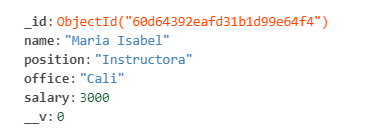 _id: ObjectId("60d64392eafd31b1d99e64f4")
name: "Maria Isabel"
position: "Instructora"
office: "Cali"
salary: 3000
__v: 0